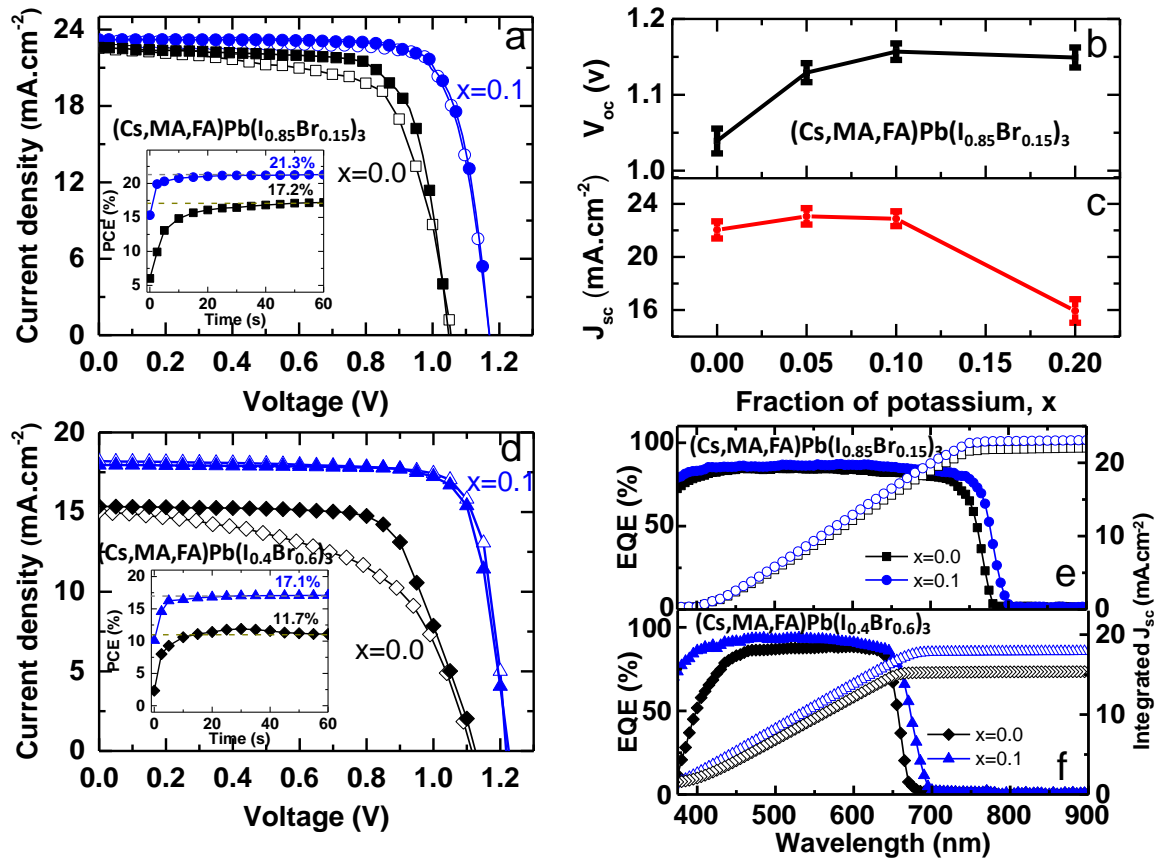 a
24
18
12
6
0
Current density (mA.cm-2)
x=0.1
(Cs,MA,FA)Pb(I0.85Br0.15)3
x=0.0
21.3%
17.2%
20
15
10
5
PCE (%)
0 20 40 60
Time (s)
0.0 0.2 0.4 0.6 0.8 1.0 1.2
Voltage (V)
b
1.2
1.1
1.0
Voc (v)
(Cs,MA,FA)Pb(I0.85Br0.15)3
c
24
20
16
Jsc (mA.cm-2)
0.00 0.05 0.10 0.15 0.20
Fraction of potassium, x
d
20
15
10
5
0
Current density (mA.cm-2)
x=0.1
(Cs,MA,FA)Pb(I0.4Br0.6)3
x=0.0
17.1%
11.7%
20
15
10
5
0
PCE (%)
0 20 40 60
Time (s)
0.0 0.2 0.4 0.6 0.8 1.0 1.2
Voltage (V)
(Cs,MA,FA)Pb(I0.85Br0.15)3
100
50
EQE (%)
x=0.0
x=0.1
e
20
10
0
(Cs,MA,FA)Pb(I0.4Br0.6)3
100
50
0
EQE (%)
x=0.0
x=0.1
f
20
10
0
Integrated Jsc (mA.cm-2)
400 500 600 700 800 900
Wavelength (nm)